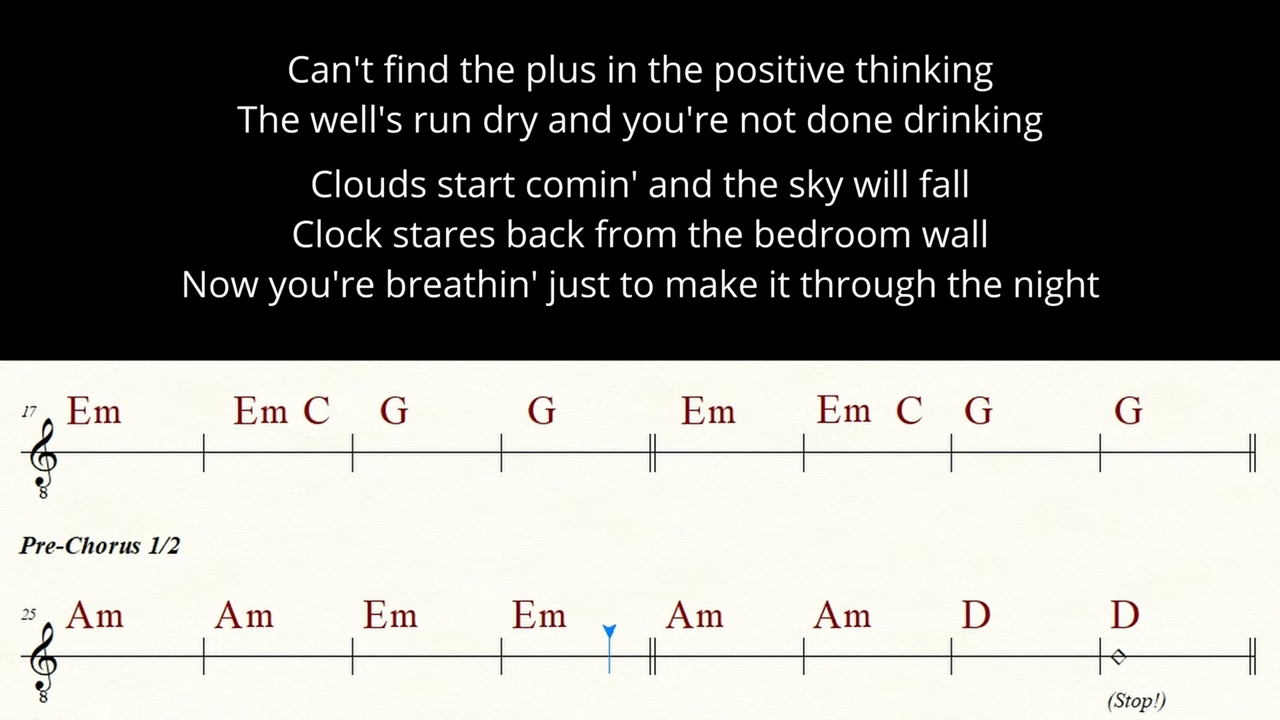 Can't find the plus in the positive thinking
The well's run dry and you're not done drinking
Clouds start comin' and the sky will fall
Clock stares back from the bedroom wall
Now you're breathin' just to make it through the night
17 Em Em C G G Em Em C G G
8
Pre-Chorus 1/2
25 Am Am Em Em Am Am D D
8 (Stop!)